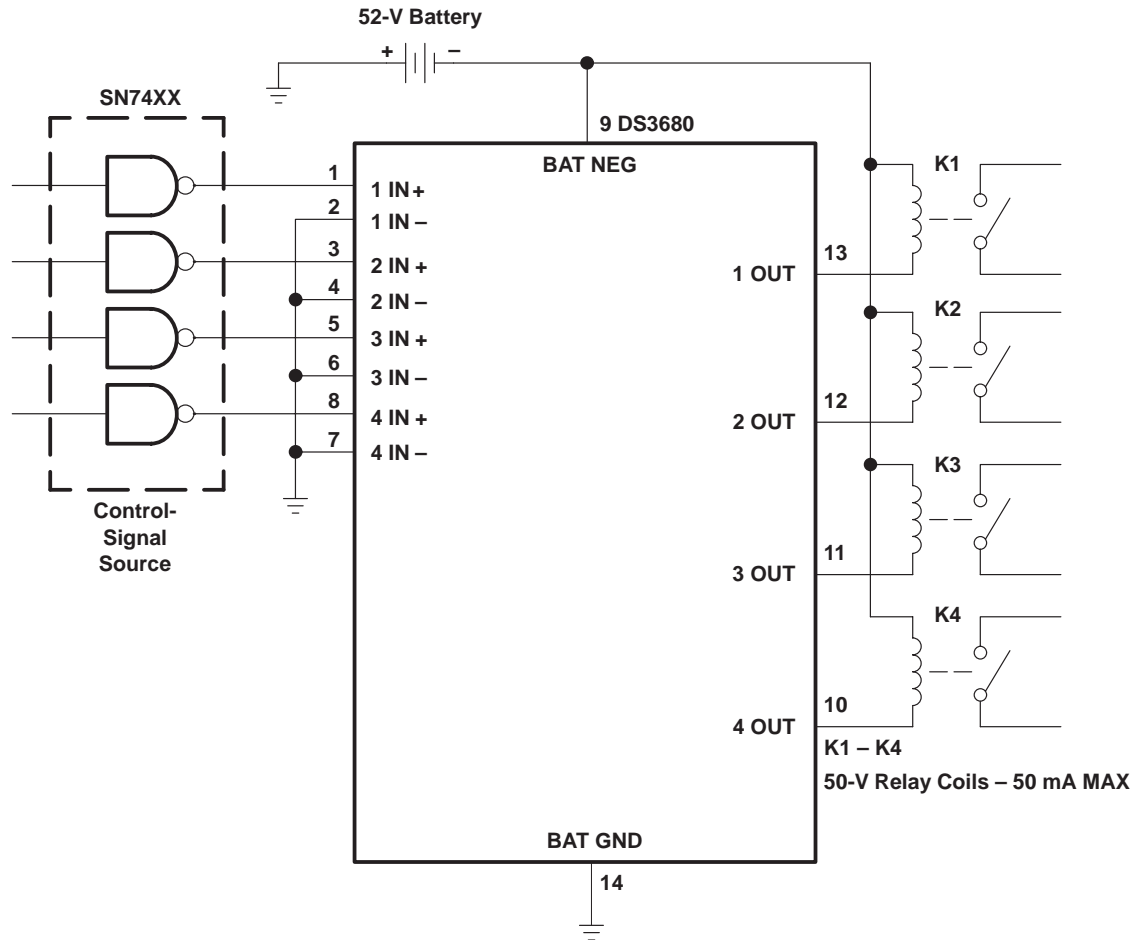 52-V Battery
+ –
SN74XX
9 DS3680
BAT NEG
K1
1
1 IN +
2
1 IN –
3
2 IN +
13
1 OUT
4
2 IN –
K2
5
3 IN +
6
3 IN –
8
4 IN +
12
2 OUT
7
4 IN –
K3
Control-
Signal
Source
11
3 OUT
K4
10
4 OUT
K1 – K4
50-V Relay Coils – 50 mA MAX
BAT GND
14